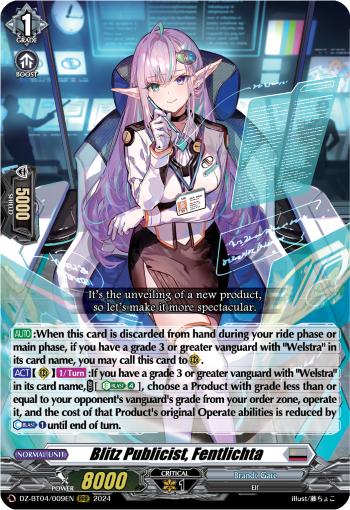 1
GRADE
BOOST
5000
SHIELD
It's the unveiling of a new product,
so let's make it more spectacular.
AUTO :When this card is discarded from hand during your ride phase or
main phase, if you have a grade 3 or greater vanguard with "Welstra" in
its card name, you may call this card to .
ACT [ ] 1/Turn :If you have a grade 3 or greater vanguard with "Welstra"
in its card name, [ BLAST 4], choose a Product with grade less than or
equal to your opponent's vanguard's grade from your order zone, operate
it, and the cost of that Product's original Operate abilities is reduced by
BLAST 1 until end of turn.
NORMAL UNIT
Blitz Publicist, Fentlichta
POWER 8000
CRITICAL
1
Brandt Gate
Elf
D DZ-BT04/009EN RRR 2024
illust/藤ちょこ